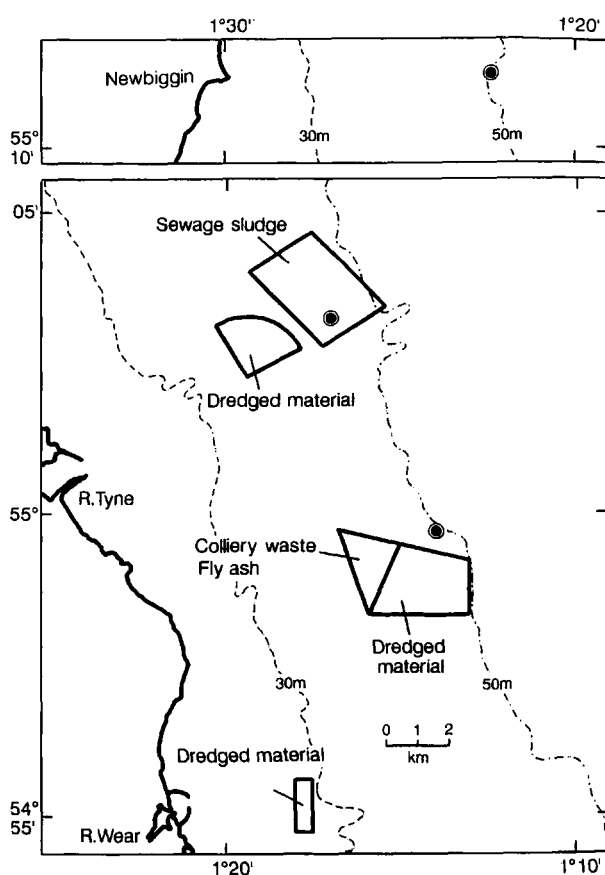 1°30'
1°20'
Newbiggin
30m
50m
55°
10'
05'
Sewage sludge
Dredged material
R.Tyne
55°
Colliery waste
Fly ash
Dredged
material
30m
50m
0 1 2
km
Dredged material
54°
55'
R.Wear
1°20'
1°10'